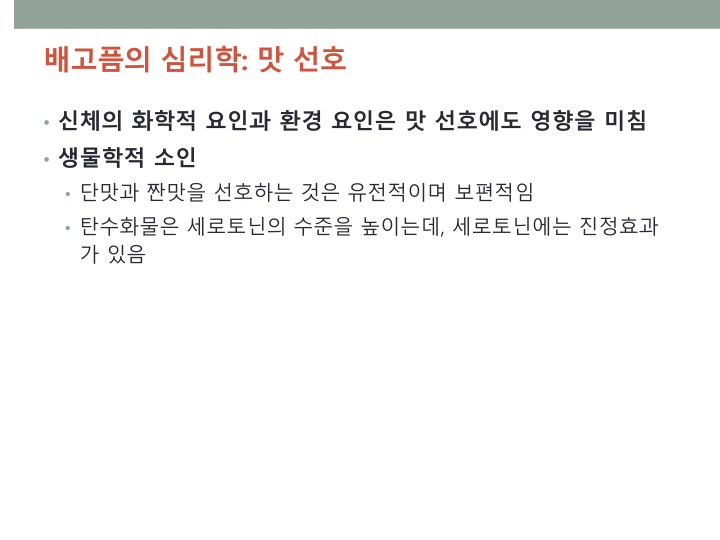 배고픔의 심리학: 맛 선호
• 신체의 화학적 요인과 환경 요인은 맛 선호에도 영향을 미침
• 생물학적 소인
• 단맛과 짠맛을 선호하는 것은 유전적이며 보편적임
• 탄수화물은 세로토닌의 수준을 높이는데, 세로토닌에는 진정효과
가 있음